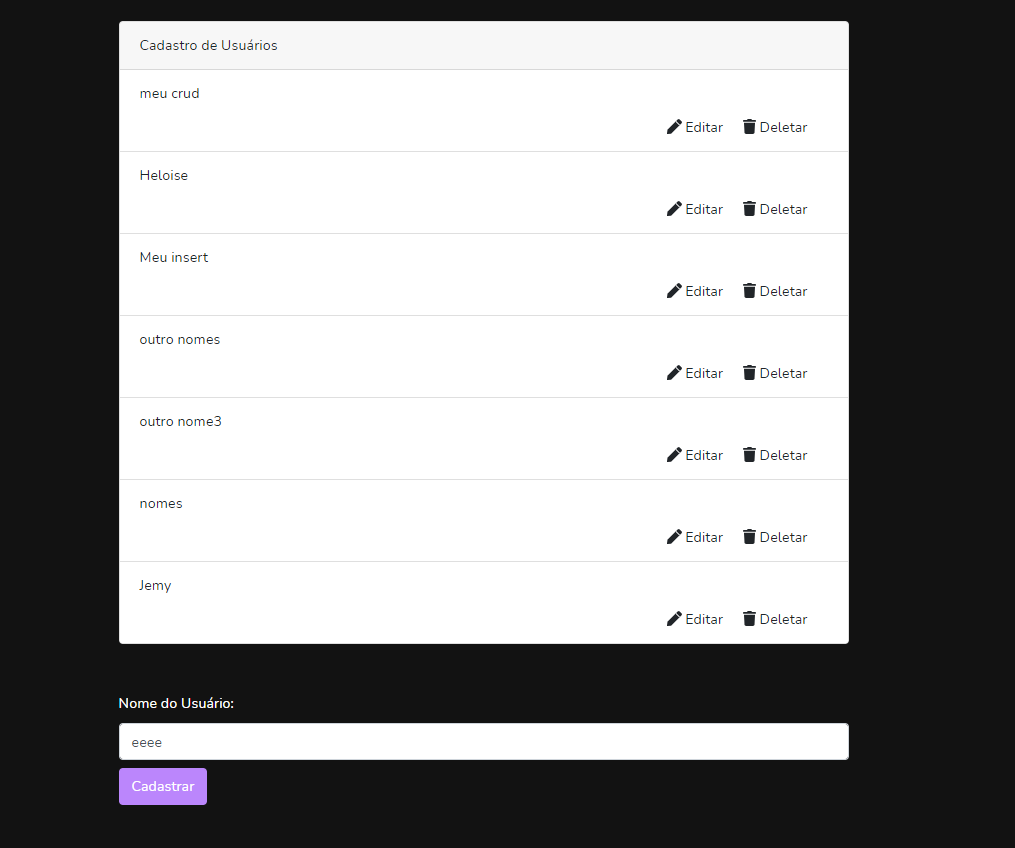 Cadastro de Usuários
meu crud
Editar Deletar
Heloise
Editar Deletar
Meu insert
Editar Deletar
outro nomes
Editar Deletar
outro nome3
Editar Deletar
nomes
Editar Deletar
Jemy
Editar Deletar
Nome do Usuário:
eeee
Cadastrar